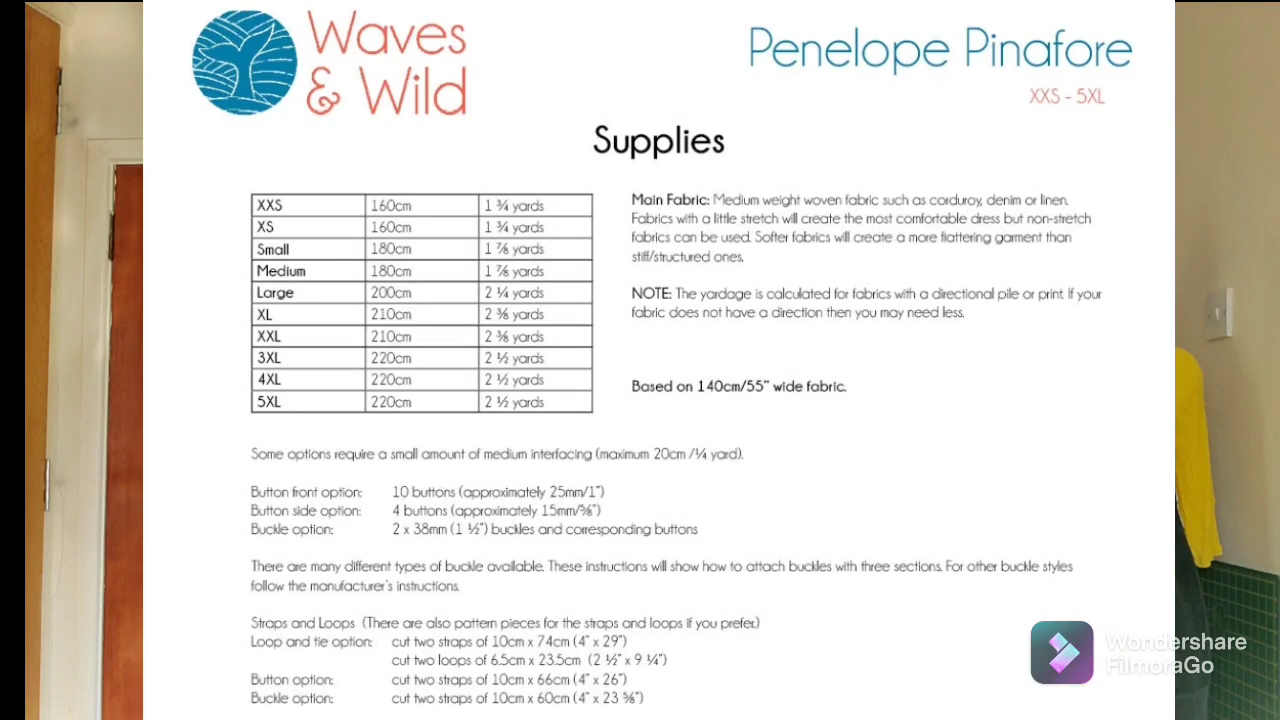 Waves
& Wild
Penelope Pinafore
XXS - 5XL
Supplies
XXS 160cm 1 ¾ yards
XS 160cm 1 ¾ yards
Small 180cm 1 ⅞ yards
Medium 180cm 1 ⅞ yards
Large 200cm 2 ¼ yards
XL 210cm 2 ⅜ yards
XXL 210cm 2 ⅜ yards
3XL 220cm 2 ½ yards
4XL 220cm 2 ½ yards
5XL 220cm 2 ½ yards
Main Fabric: Medium weight woven fabric such as corduroy, denim or linen.
Fabrics with a little stretch will create the most comfortable dress but non-stretch
fabrics can be used. Softer fabrics will create a more flattering garment than
stiff/structured ones.
NOTE: The yardage is calculated for fabrics with a directional pile or print. If your
fabric does not have a direction then you may need less.
Based on 140cm/55" wide fabric.
Some options require a small amount of medium interfacing (maximum 20cm /¼ yard).
Button front option: 10 buttons (approximately 25mm/1")
Button side option: 4 buttons (approximately 15mm/⅝")
Buckle option: 2 x 38mm (1 ½") buckles and corresponding buttons
There are many different types of buckle available. These instructions will show how to attach buckles with three sections. For other buckle styles
follow the manufacturer's instructions.
Straps and Loops (There are also pattern pieces for the straps and loops if you prefer.)
Loop and tie option: cut two straps of 10cm x 74cm (4" x 29")
cut two loops of 6.5cm x 23.5cm (2 ½" x 9 ¼")
Button option: cut two straps of 10cm x 66cm (4" x 26")
Buckle option: cut two straps of 10cm x 60cm (4" x 23 ⅝")
Wondershare
FilmoraGo